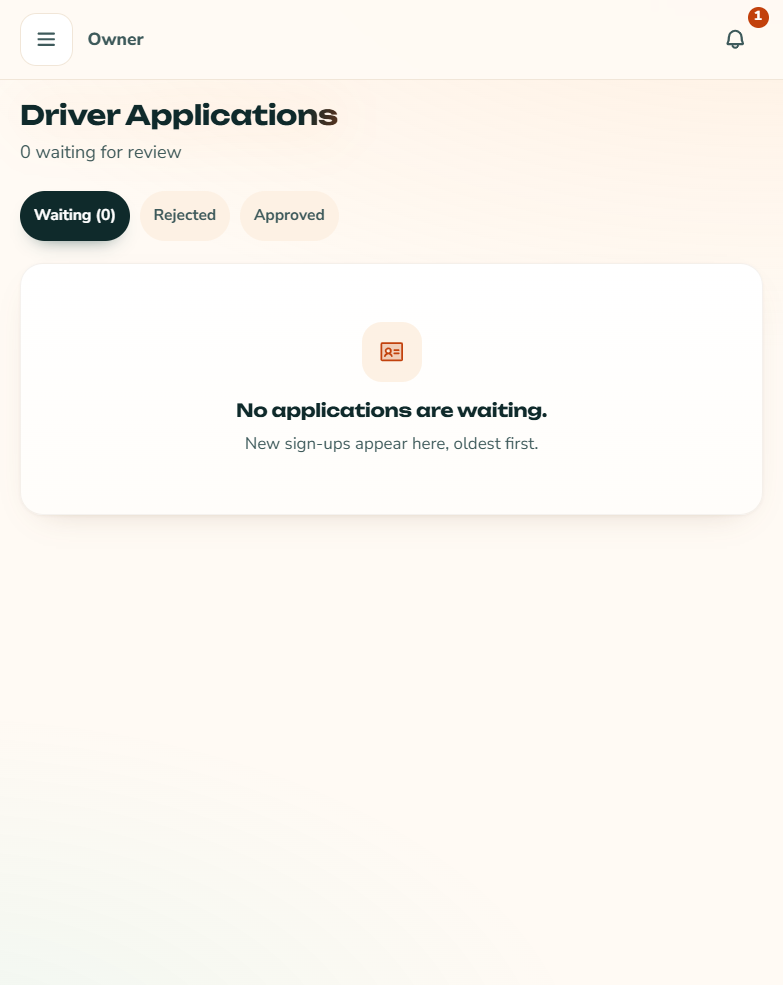 Owner
1
Driver Applications
0 waiting for review
Waiting (0)
Rejected
Approved
No applications are waiting.
New sign-ups appear here, oldest first.